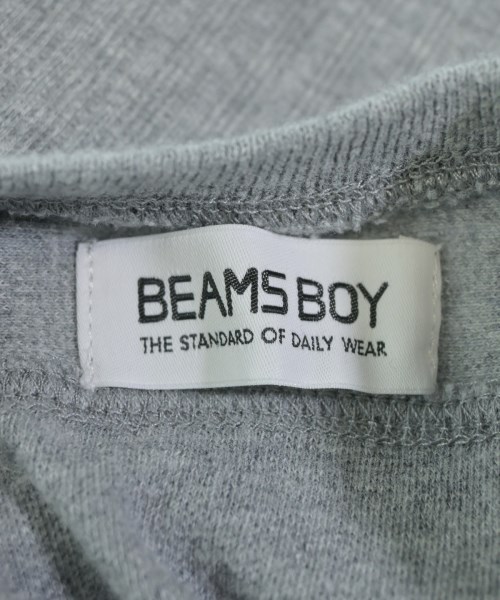 BEAMS BOY
THE STANDARD OF DAILY WEAR